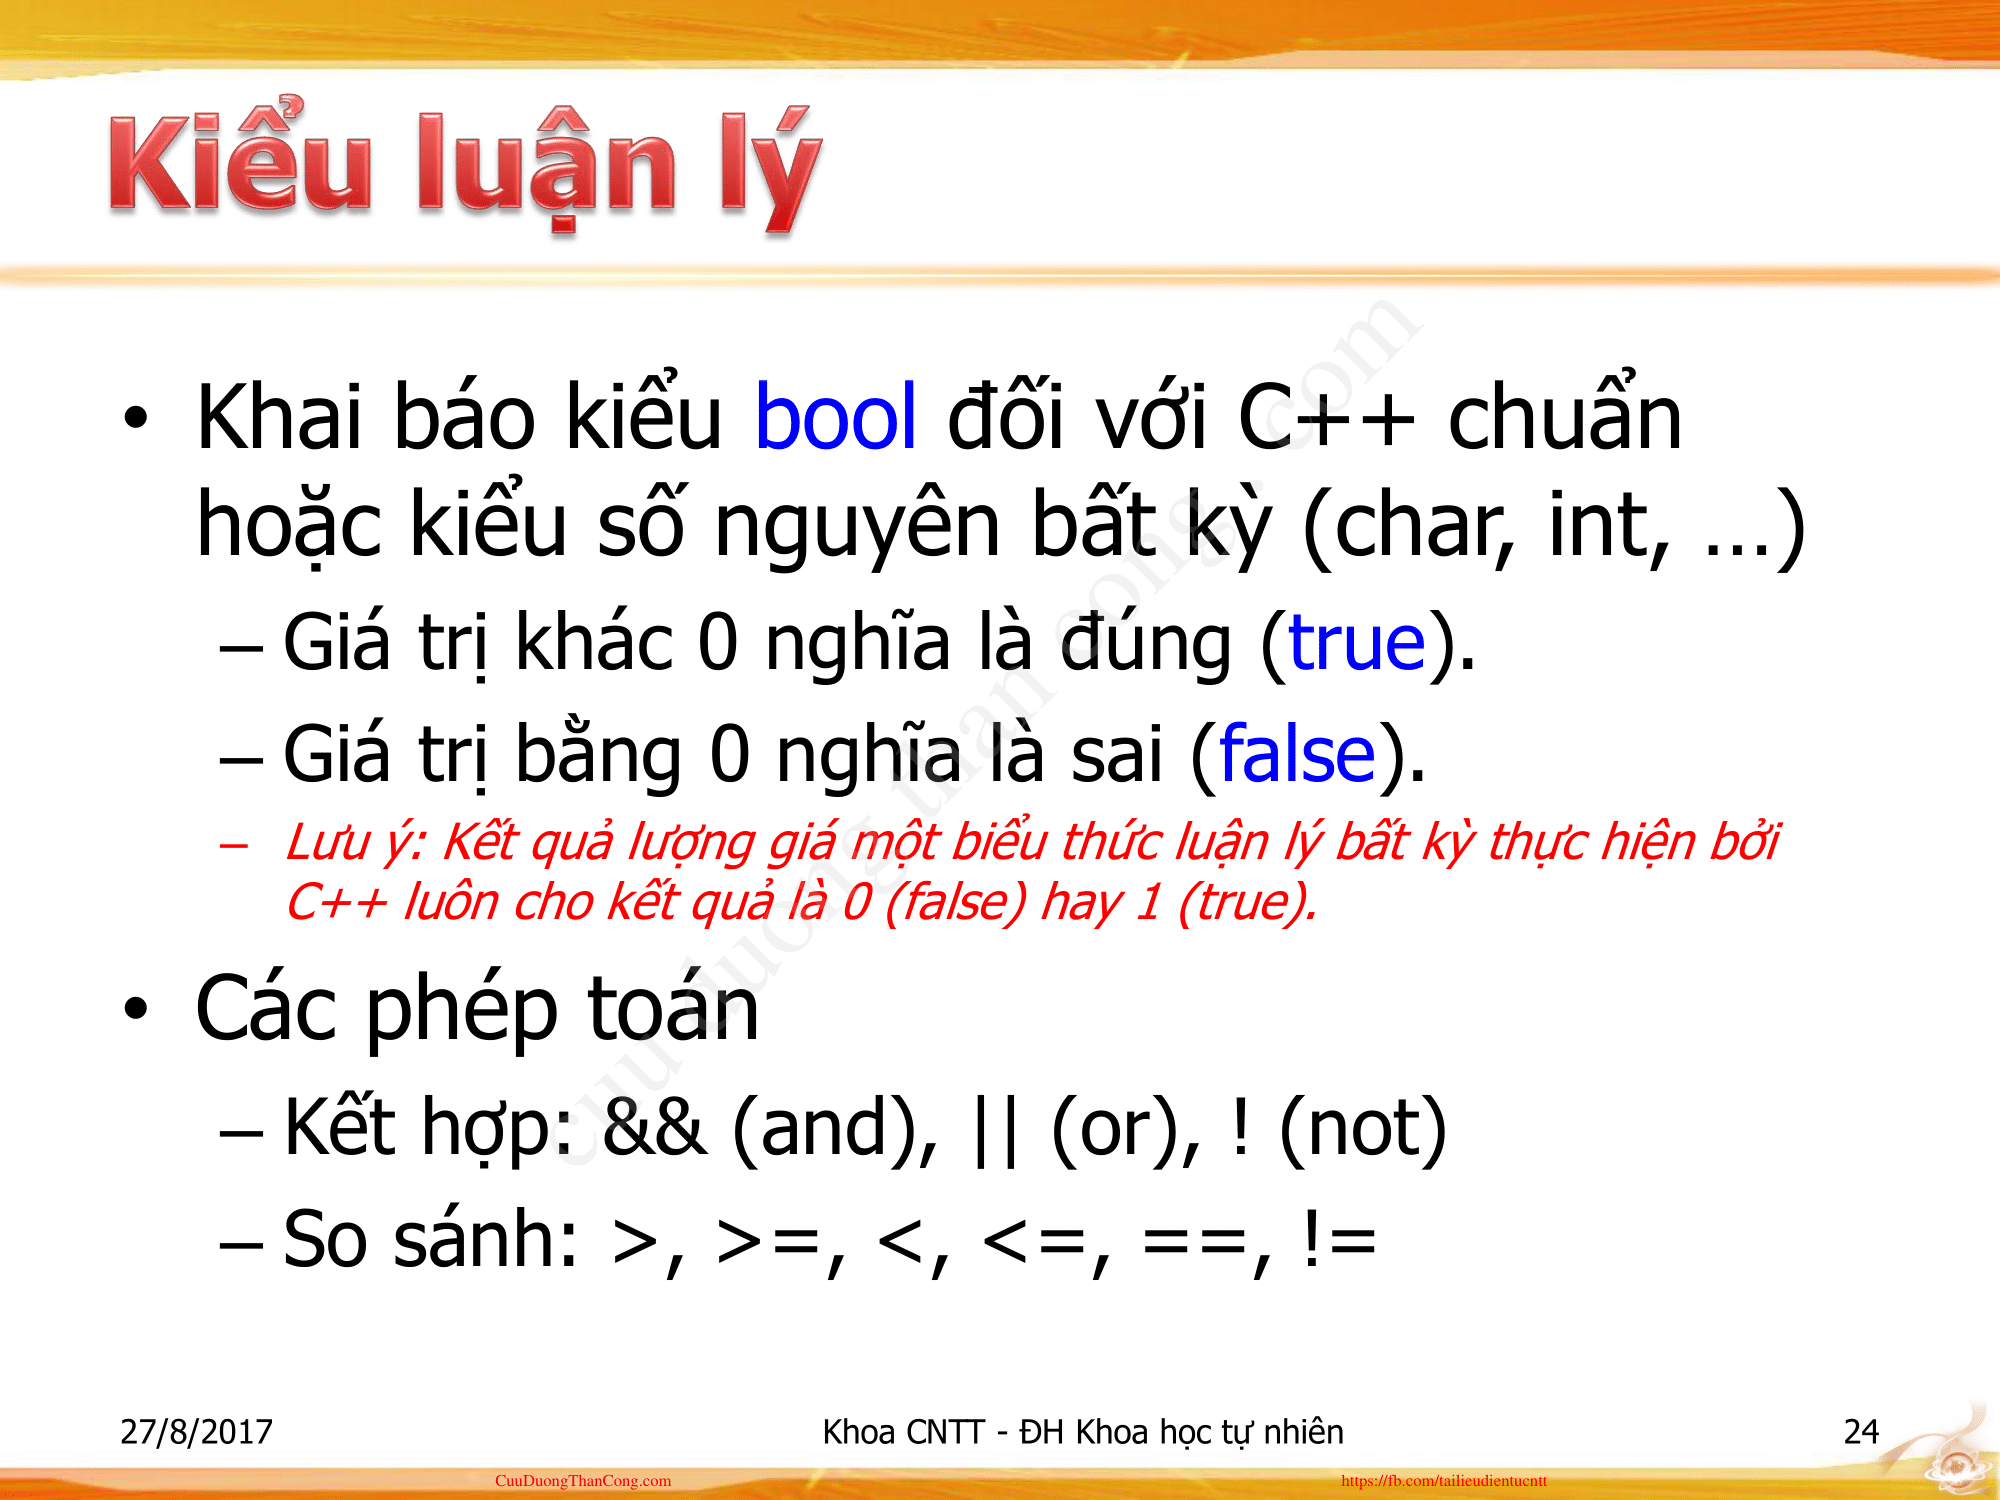 Kiểu luận lý
• Khai báo kiểu bool đối với C++ chuẩn
hoặc kiểu số nguyên bất kỳ (char, int, …)
– Giá trị khác 0 nghĩa là đúng (true).
– Giá trị bằng 0 nghĩa là sai (false).
– Lưu ý: Kết quả lượng giá một biểu thức luận lý bất kỳ thực hiện bởi
C++ luôn cho kết quả là 0 (false) hay 1 (true).
• Các phép toán
– Kết hợp: && (and), || (or), ! (not)
– So sánh: >, >=, <, <=, ==, !=
cuu duong than cong . com
27/8/2017 Khoa CNTT - ĐH Khoa học tự nhiên 24
CuuDuongThanCong.com https://fb.com/tailieudientucntt